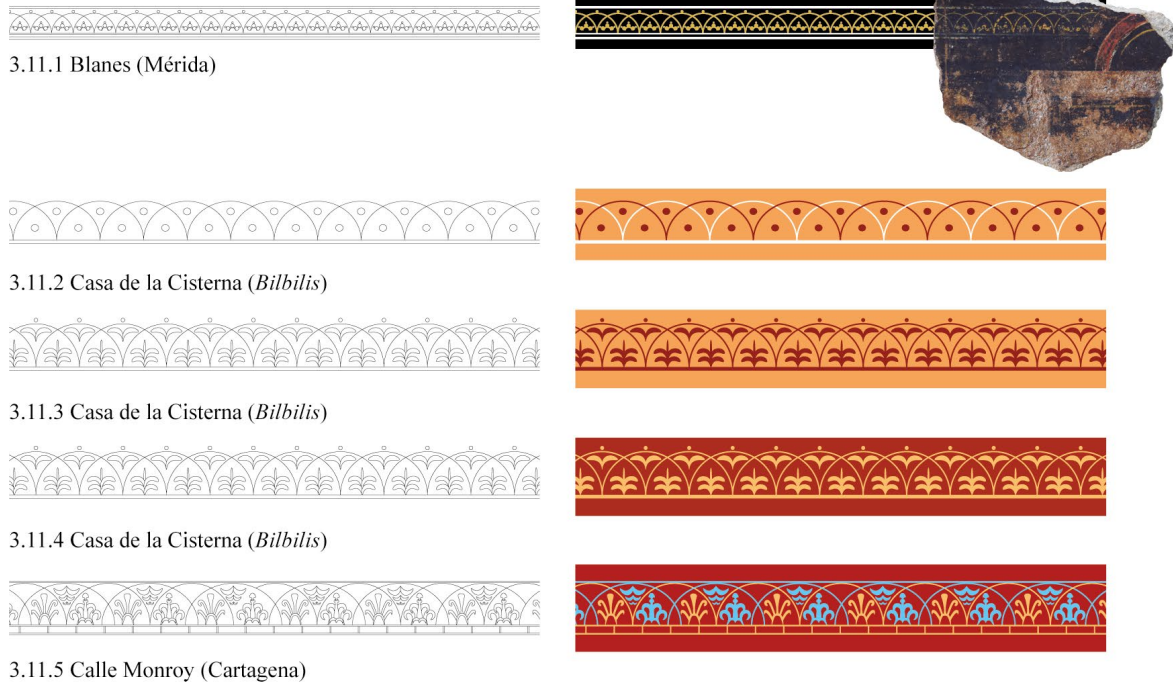 3.11.1 Blanes (Mérida)
3.11.2 Casa de la Cisterna (Bilbilis)
3.11.3 Casa de la Cisterna (Bilbilis)
3.11.4 Casa de la Cisterna (Bilbilis)
3.11.5 Calle Monroy (Cartagena)